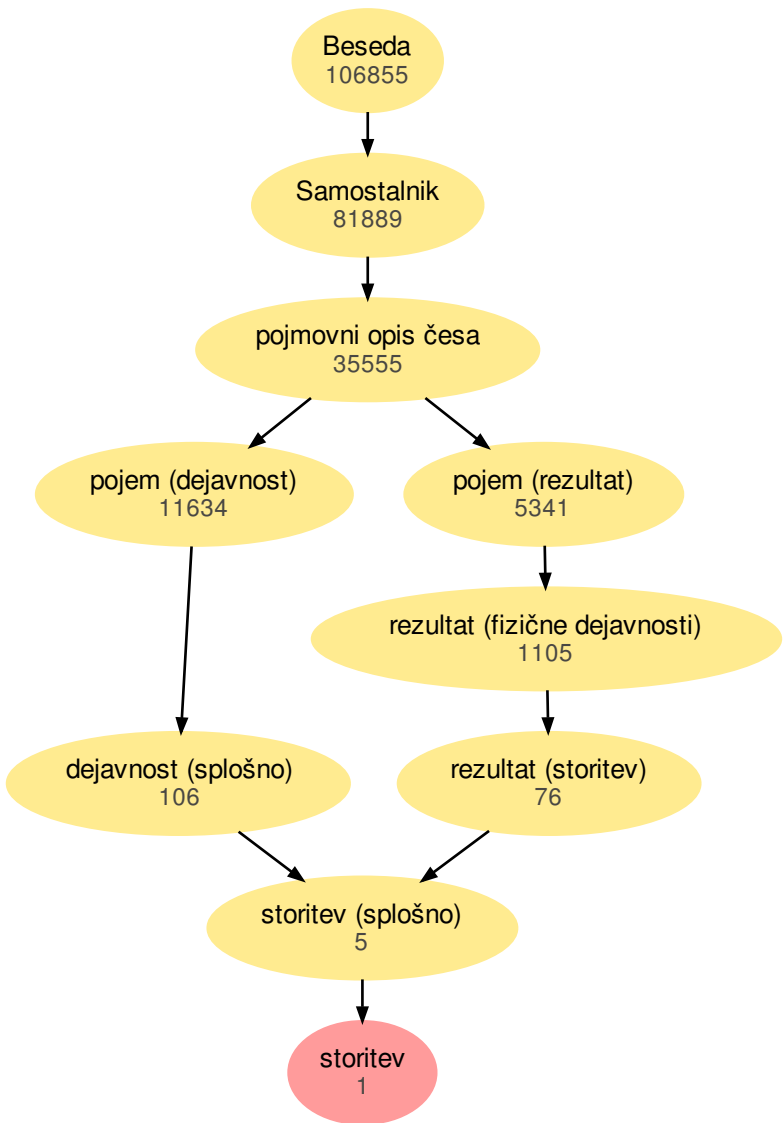 Beseda
106855
Samostalnik
81889
pojmovni opis česa
35555
pojem (dejavnost)
11634
pojem (rezultat)
5341
rezultat (fizične dejavnosti)
1105
dejavnost (splošno)
106
rezultat (storitev)
76
storitev (splošno)
5
storitev
1